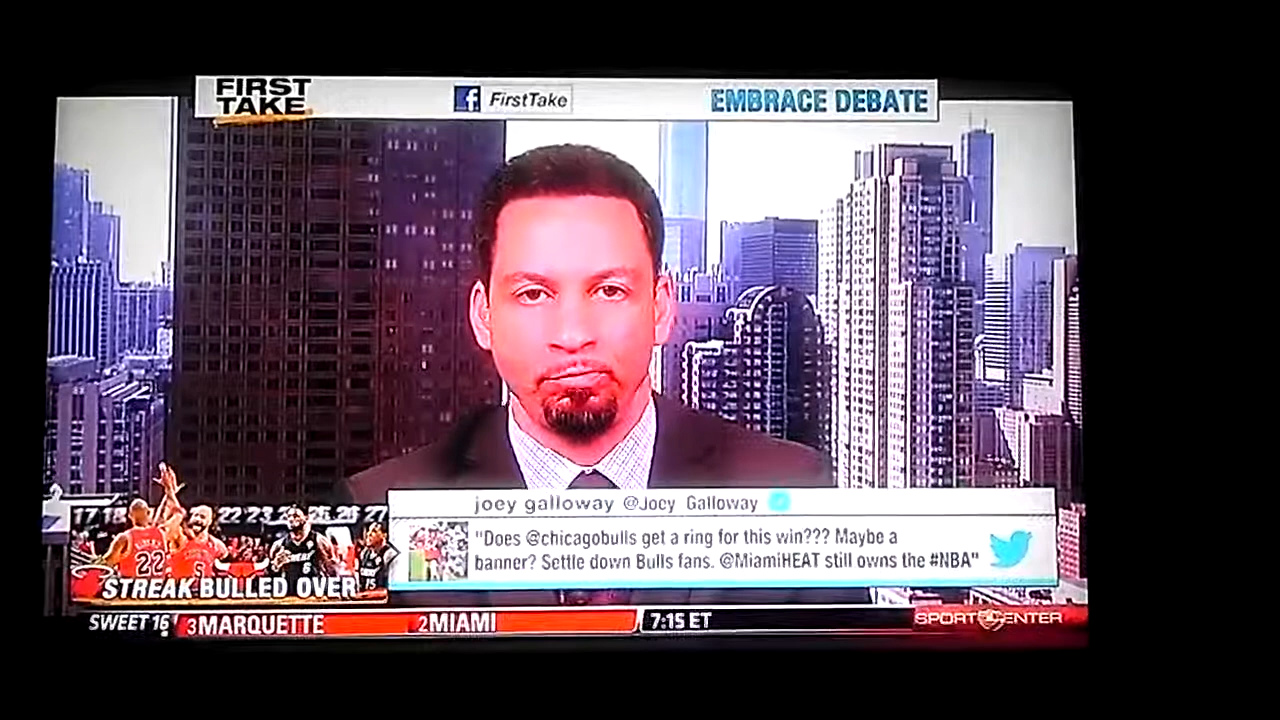 FIRST
TAKE
FirstTake
EMBRACE DEBATE
joey galloway @Joey_Galloway
"Does @chicagobulls get a ring for this win??? Maybe a
banner? Settle down Bulls fans. @MiamiHEAT still owns the #NBA"
17 18
22 23
25 26 27
22
5
6
15
STREAK BULLED OVER
SWEET 16 3MARQUETTE 2MIAMI 7:15 ET SPORTSCENTER